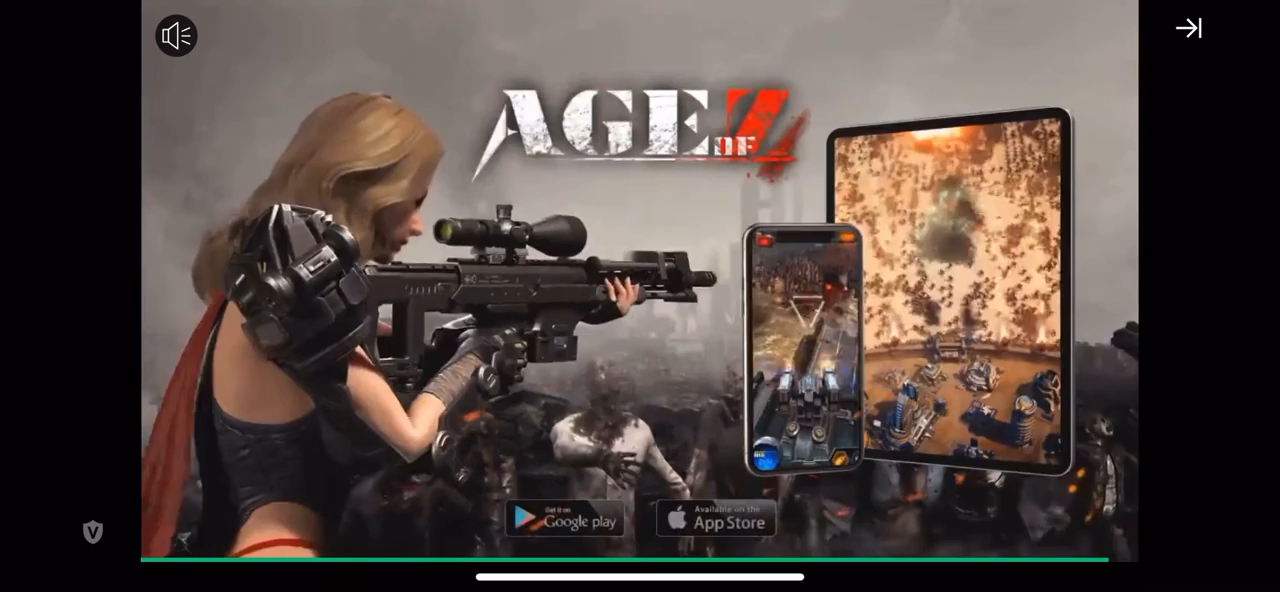 AGE OF Z
Get it on
Google play
Available on the
App Store
V